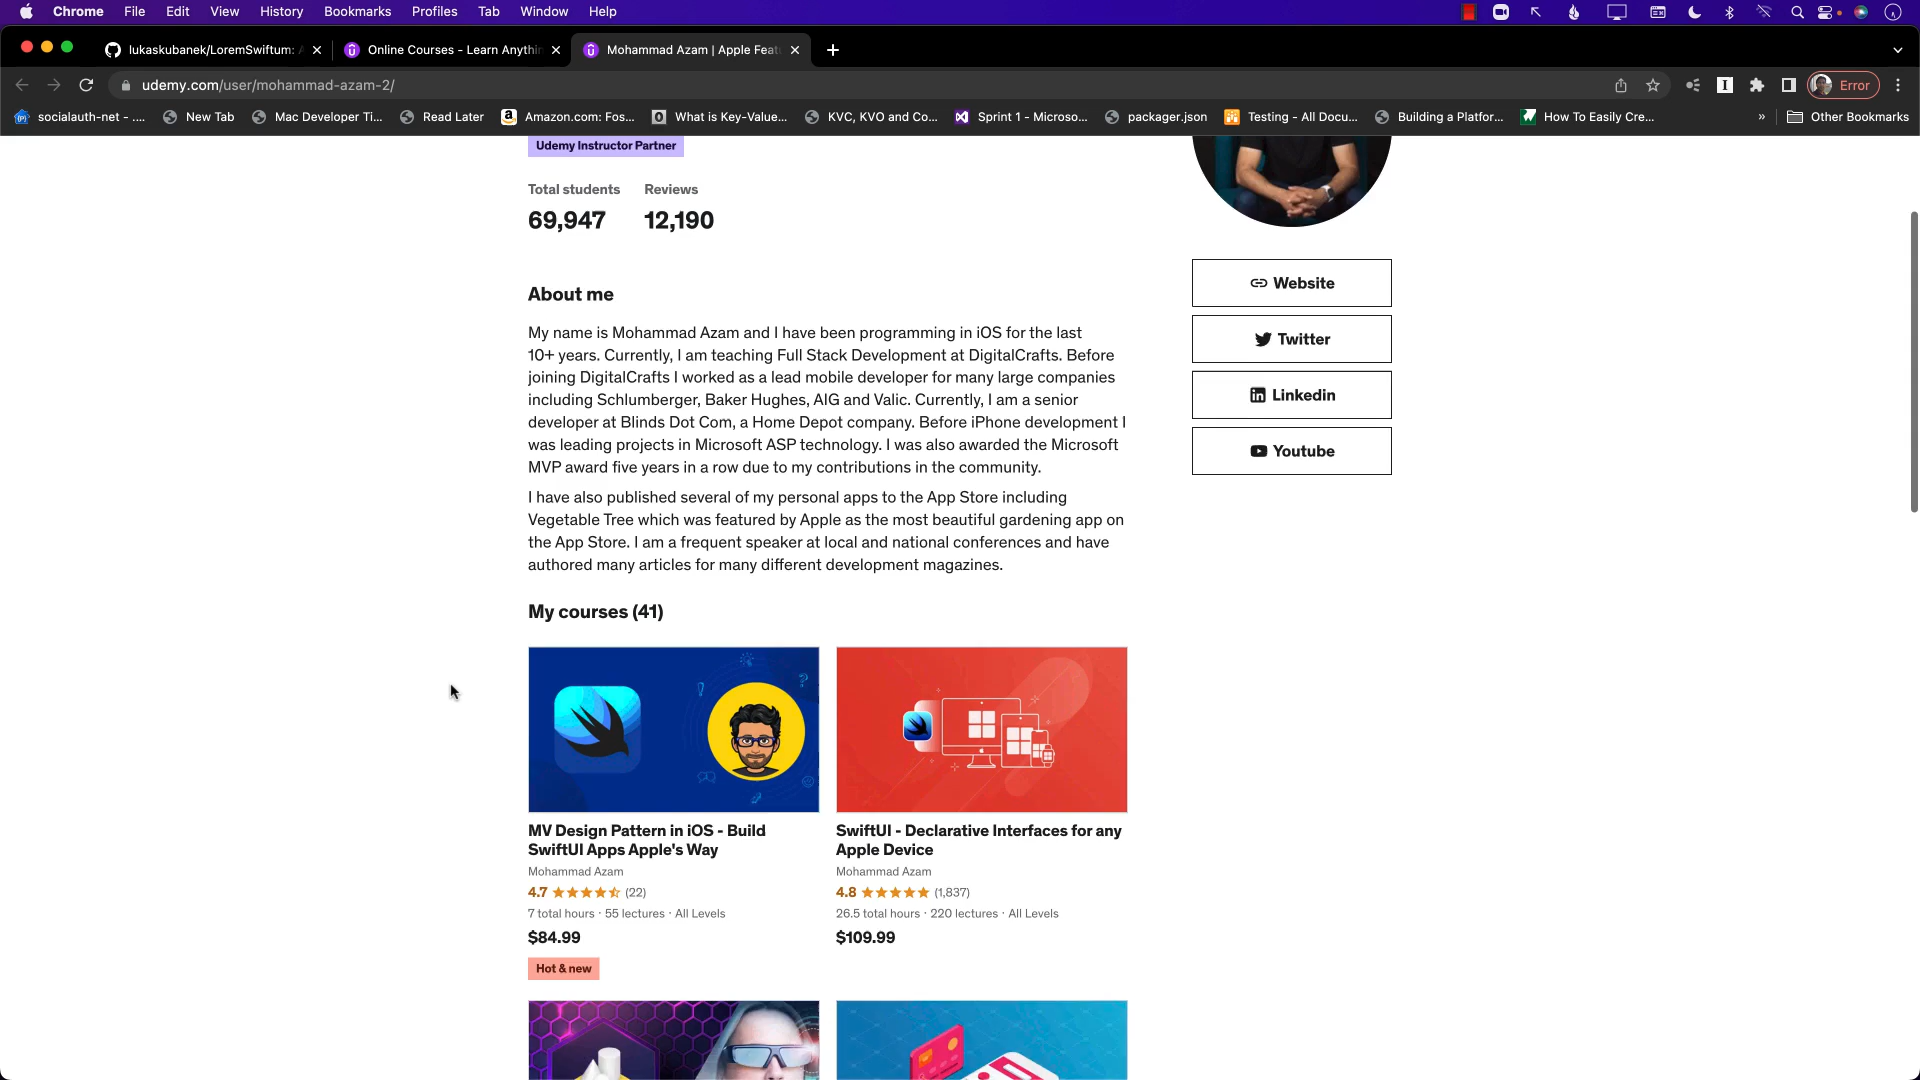 Chrome File Edit View History Bookmarks Profiles Tab Window Help
lukaskubanek/LoremSwiftum:
Online Courses - Learn Anythin
Mohammad Azam | Apple Feat
udemy.com/user/mohammad-azam-2/
Error
socialauth-net - .... New Tab Mac Developer Ti... Read Later Amazon.com: Fos... What is Key-Value... KVC, KVO and Co... Sprint 1 - Microso... packager.json Testing - All Docu... Building a Platfor... How To Easily Cre... » Other Bookmarks
Udemy Instructor Partner
Total students Reviews
69,947 12,190
About me
My name is Mohammad Azam and I have been programming in iOS for the last
10+ years. Currently, I am teaching Full Stack Development at DigitalCrafts. Before
joining DigitalCrafts I worked as a lead mobile developer for many large companies
including Schlumberger, Baker Hughes, AIG and Valic. Currently, I am a senior
developer at Blinds Dot Com, a Home Depot company. Before iPhone development I
was leading projects in Microsoft ASP technology. I was also awarded the Microsoft
MVP award five years in a row due to my contributions in the community.
I have also published several of my personal apps to the App Store including
Vegetable Tree which was featured by Apple as the most beautiful gardening app on
the App Store. I am a frequent speaker at local and national conferences and have
authored many articles for many different development magazines.
Website
Twitter
Linkedin
Youtube
My courses (41)
MV Design Pattern in iOS - Build
SwiftUI Apps Apple's Way
Mohammad Azam
4.7 (22)
7 total hours · 55 lectures · All Levels
$84.99
Hot & new
SwiftUI - Declarative Interfaces for any
Apple Device
Mohammad Azam
4.8 (1,837)
26.5 total hours · 220 lectures · All Levels
$109.99